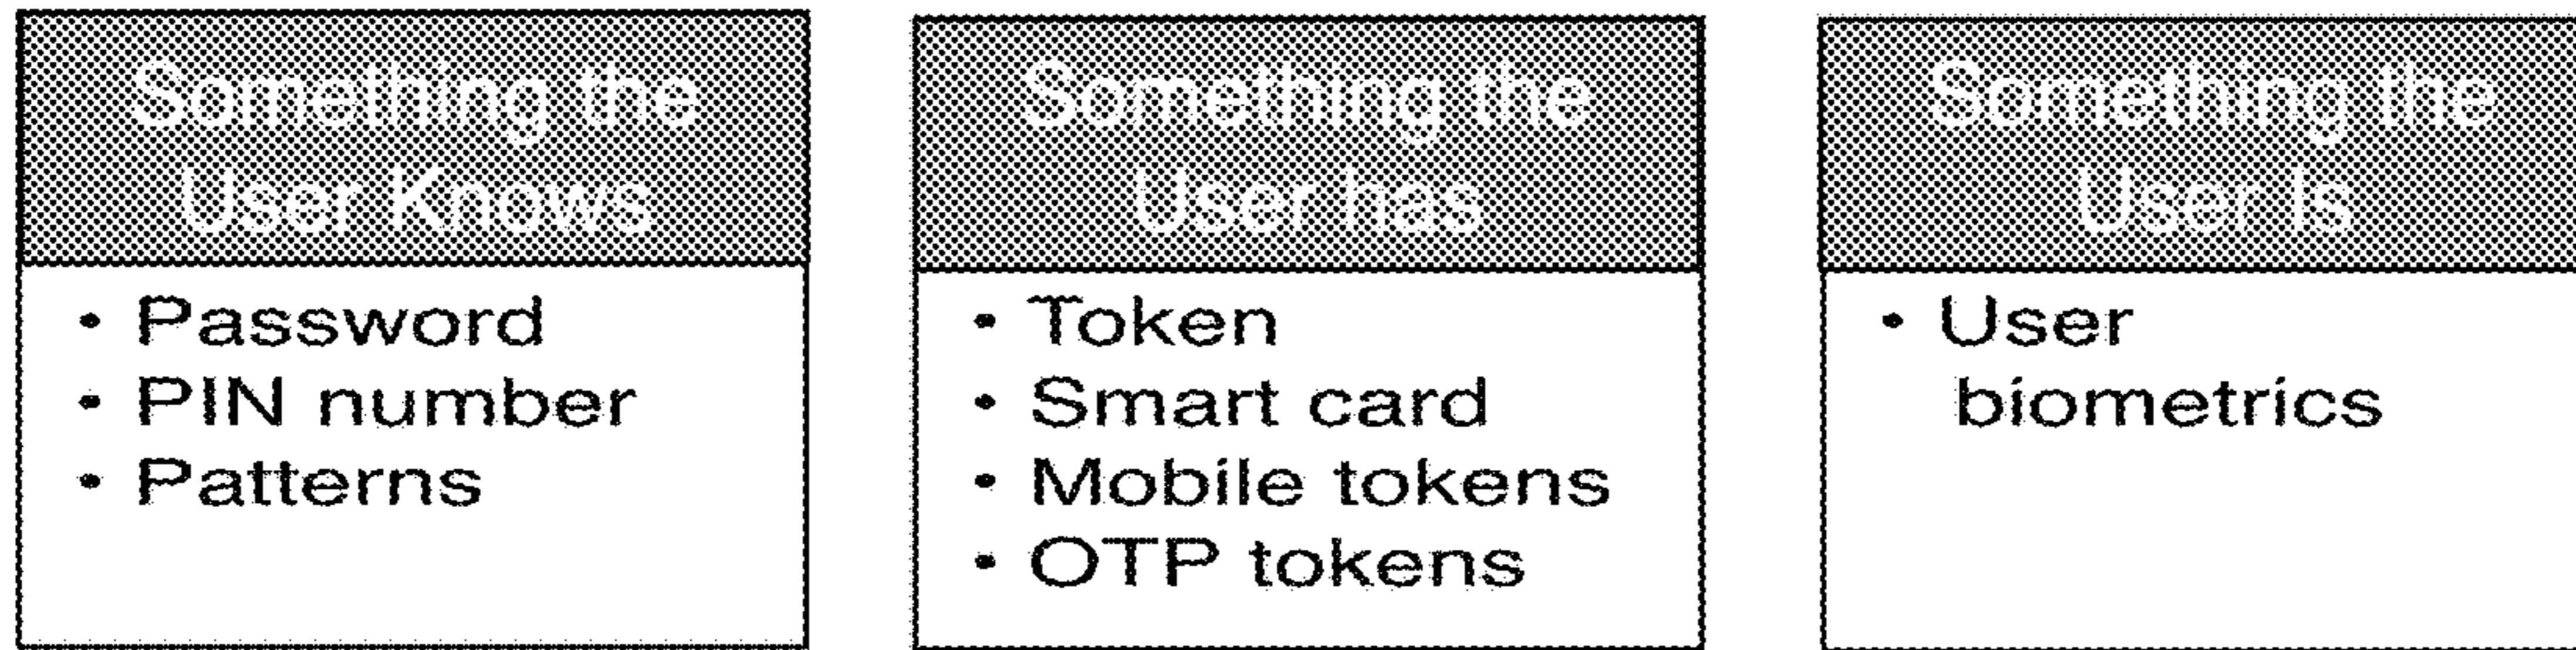 Something the
User Knows
• Password
• PIN number
• Patterns
Something the
User has
• Token
• Smart card
• Mobile tokens
• OTP tokens
Something the
User Is
• User
biometrics